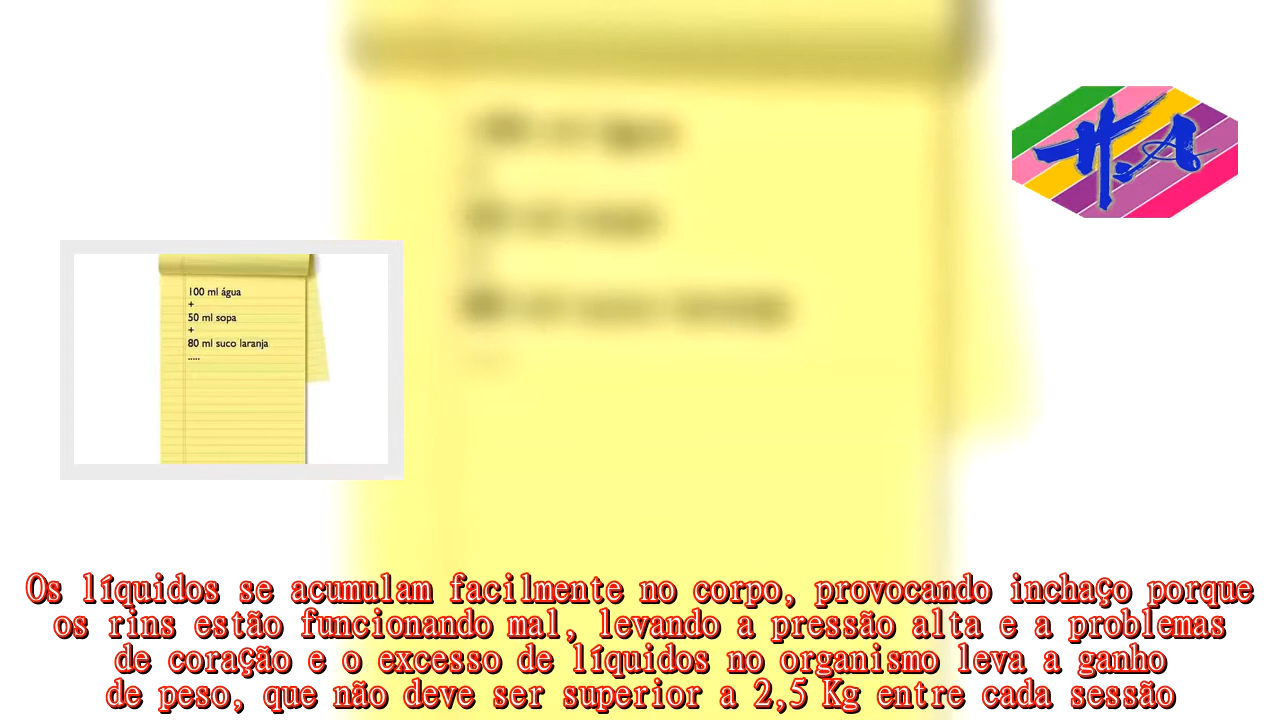 H.A
100 ml água
+
50 ml sopa
+
80 ml suco laranja
.....
Os líquidos se acumulam facilmente no corpo, provocando inchaço porque
os rins estão funcionando mal, levando a pressão alta e a problemas
de coração e o excesso de líquidos no organismo leva a ganho
de peso, que não deve ser superior a 2,5 Kg entre cada sessão